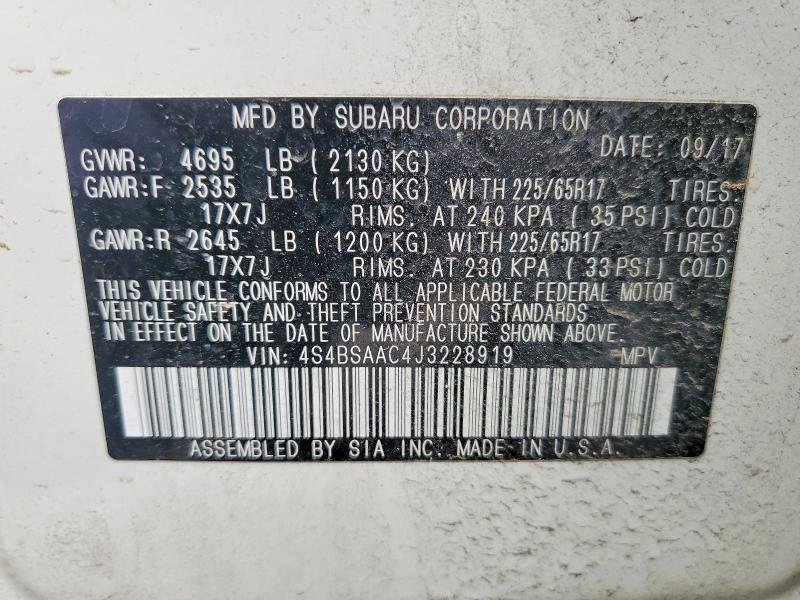 MFD BY SUBARU CORPORATION
DATE: 09/17
GVWR: 4695 LB ( 2130 KG)
GAWR:F 2535 LB ( 1150 KG) WITH 225/65R17 TIRES
17X7J RIMS. AT 240 KPA ( 35 PSI) COLD
GAWR:R 2645 LB ( 1200 KG) WITH 225/65R17 TIRES
17X7J RIMS. AT 230 KPA ( 33 PSI) COLD
THIS VEHICLE CONFORMS TO ALL APPLICABLE FEDERAL MOTOR
VEHICLE SAFETY AND THEFT PREVENTION STANDARDS
IN EFFECT ON THE DATE OF MANUFACTURE SHOWN ABOVE.
VIN: 4S4BSAAC4J3228919 MPV
ASSEMBLED BY SIA INC. MADE IN U.S.A.